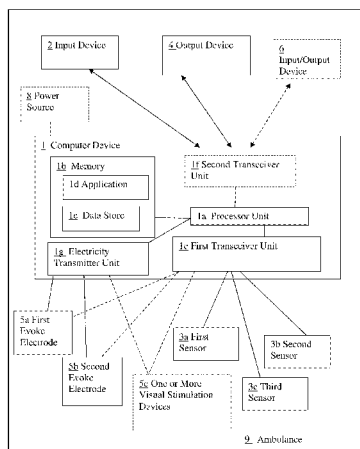 2 Input Device
4 Output Device
6
Input/Output
Device
8 Power
Source
1 Computer Device
1b Memory
1d Application
1e Data Store
1f Second Transceiver
Unit
1a Processor Unit
1g Electricity
Transmitter Unit
1c First Transceiver Unit
5a First
Evoke
Electrode
5b Second
Evoke
Electrode
5c One or More
Visual Stimulation
Devices
3a First
Sensor
3b Second
Sensor
3c Third
Sensor
9 Ambulance